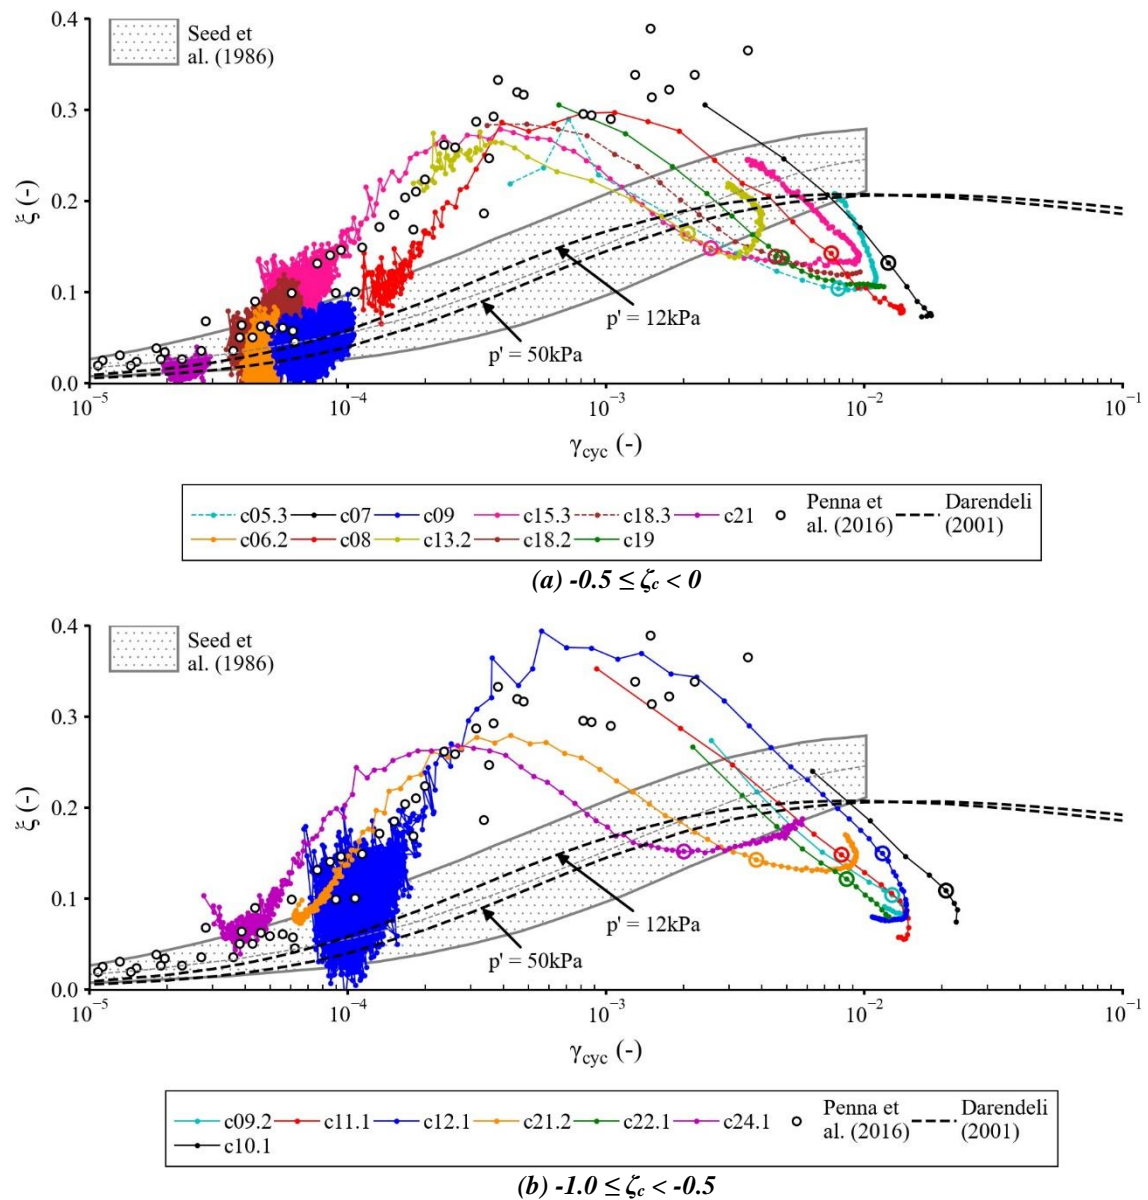 0.4
0.3
0.2
0.1
0.0
ξ (-)
Seed et
al. (1986)
p' = 12kPa
p' = 50kPa
10⁻⁵ 10⁻⁴ 10⁻³ 10⁻² 10⁻¹
γcyc (-)
c05.3 c07 c09 c15.3 c18.3 c21 Penna et Darendeli
al. (2016) (2001)
c06.2 c08 c13.2 c18.2 c19
(a) -0.5 ≤ ζc < 0
0.4
0.3
0.2
0.1
0.0
ξ (-)
Seed et
al. (1986)
p' = 12kPa
p' = 50kPa
10⁻⁵ 10⁻⁴ 10⁻³ 10⁻² 10⁻¹
γcyc (-)
c09.2 c11.1 c12.1 c21.2 c22.1 c24.1 Penna et Darendeli
al. (2016) (2001)
c10.1
(b) -1.0 ≤ ζc < -0.5